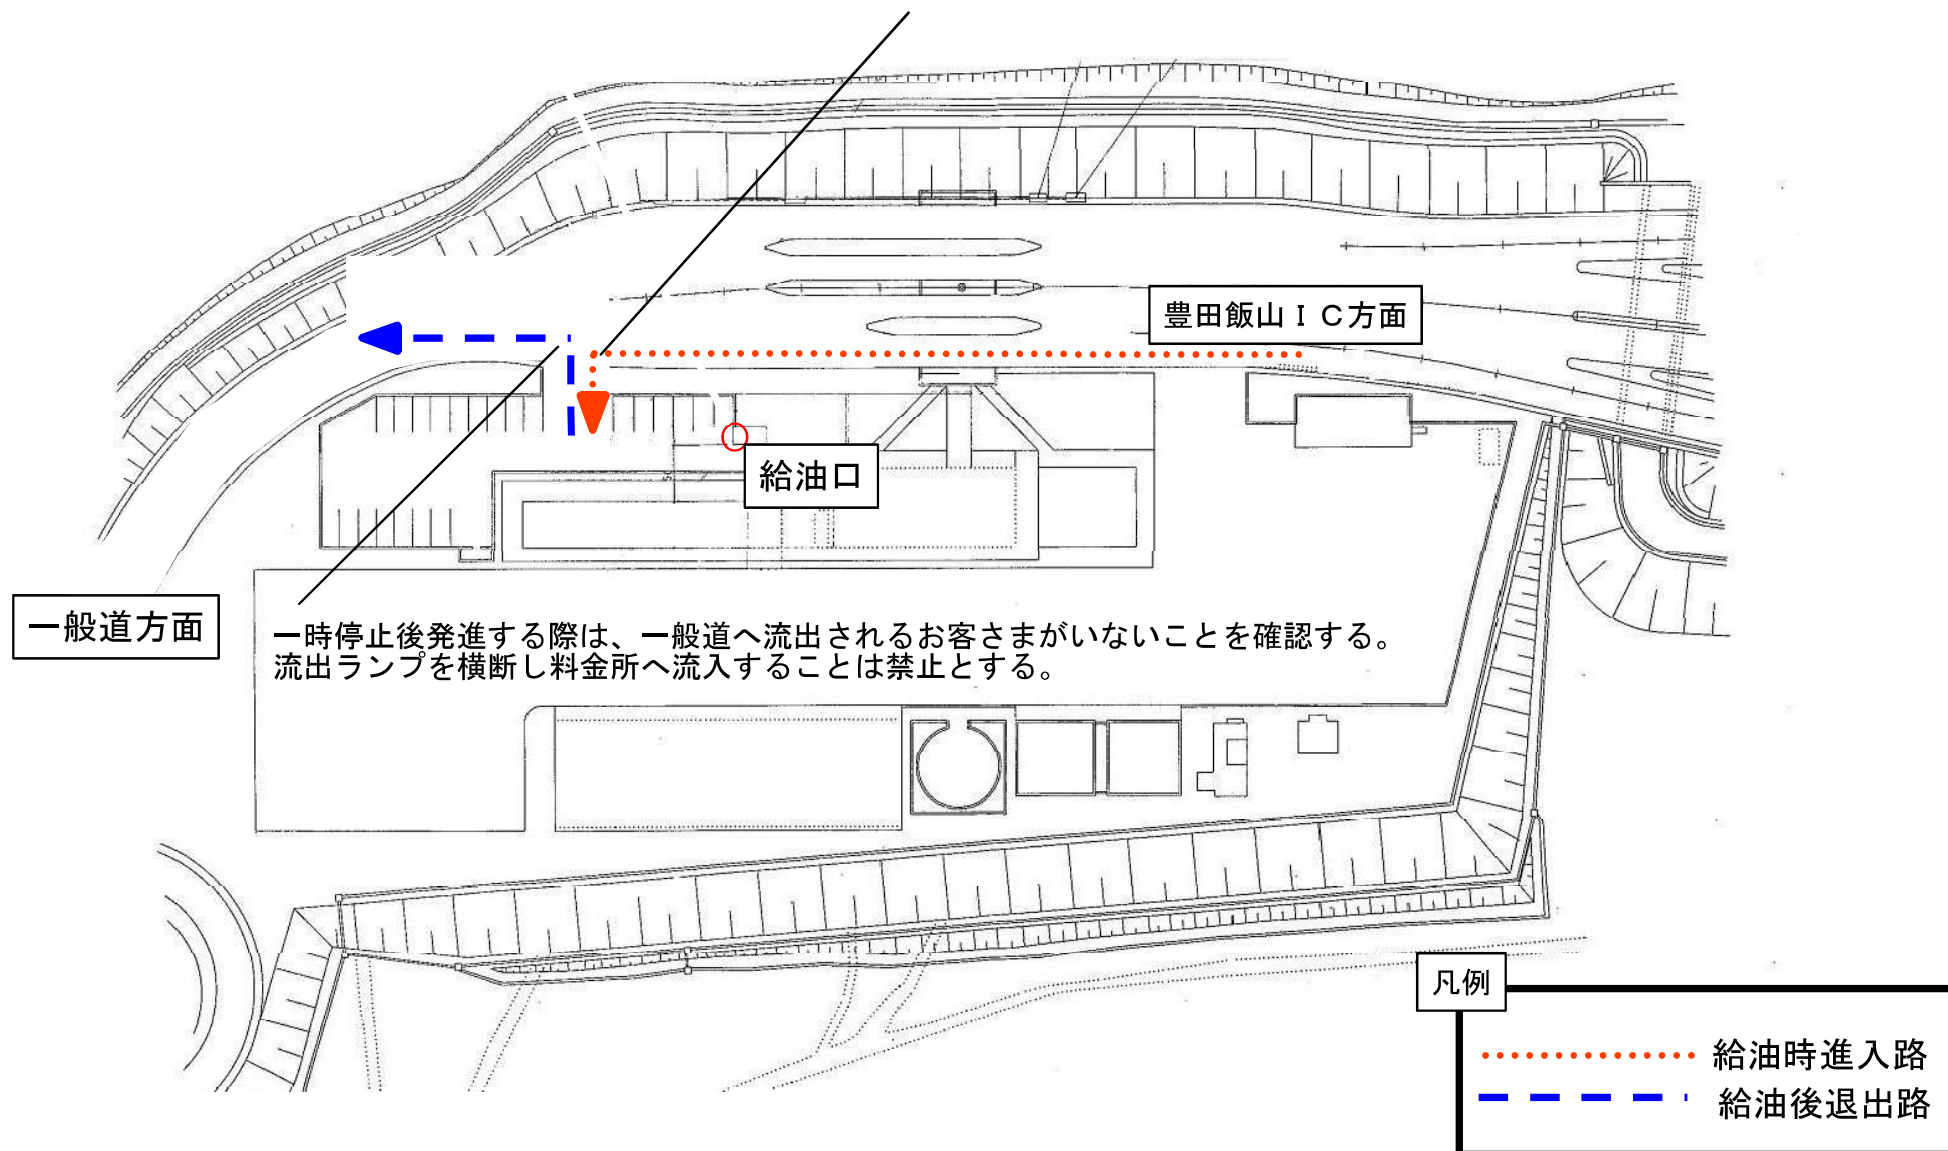 豊田飯山ＩＣ方面
給油口
一般道方面
一時停止後発進する際は、一般道へ流出されるお客さまがいないことを確認する。
流出ランプを横断し料金所へ流入することは禁止とする。
凡例
給油時進入路
給油後退出路